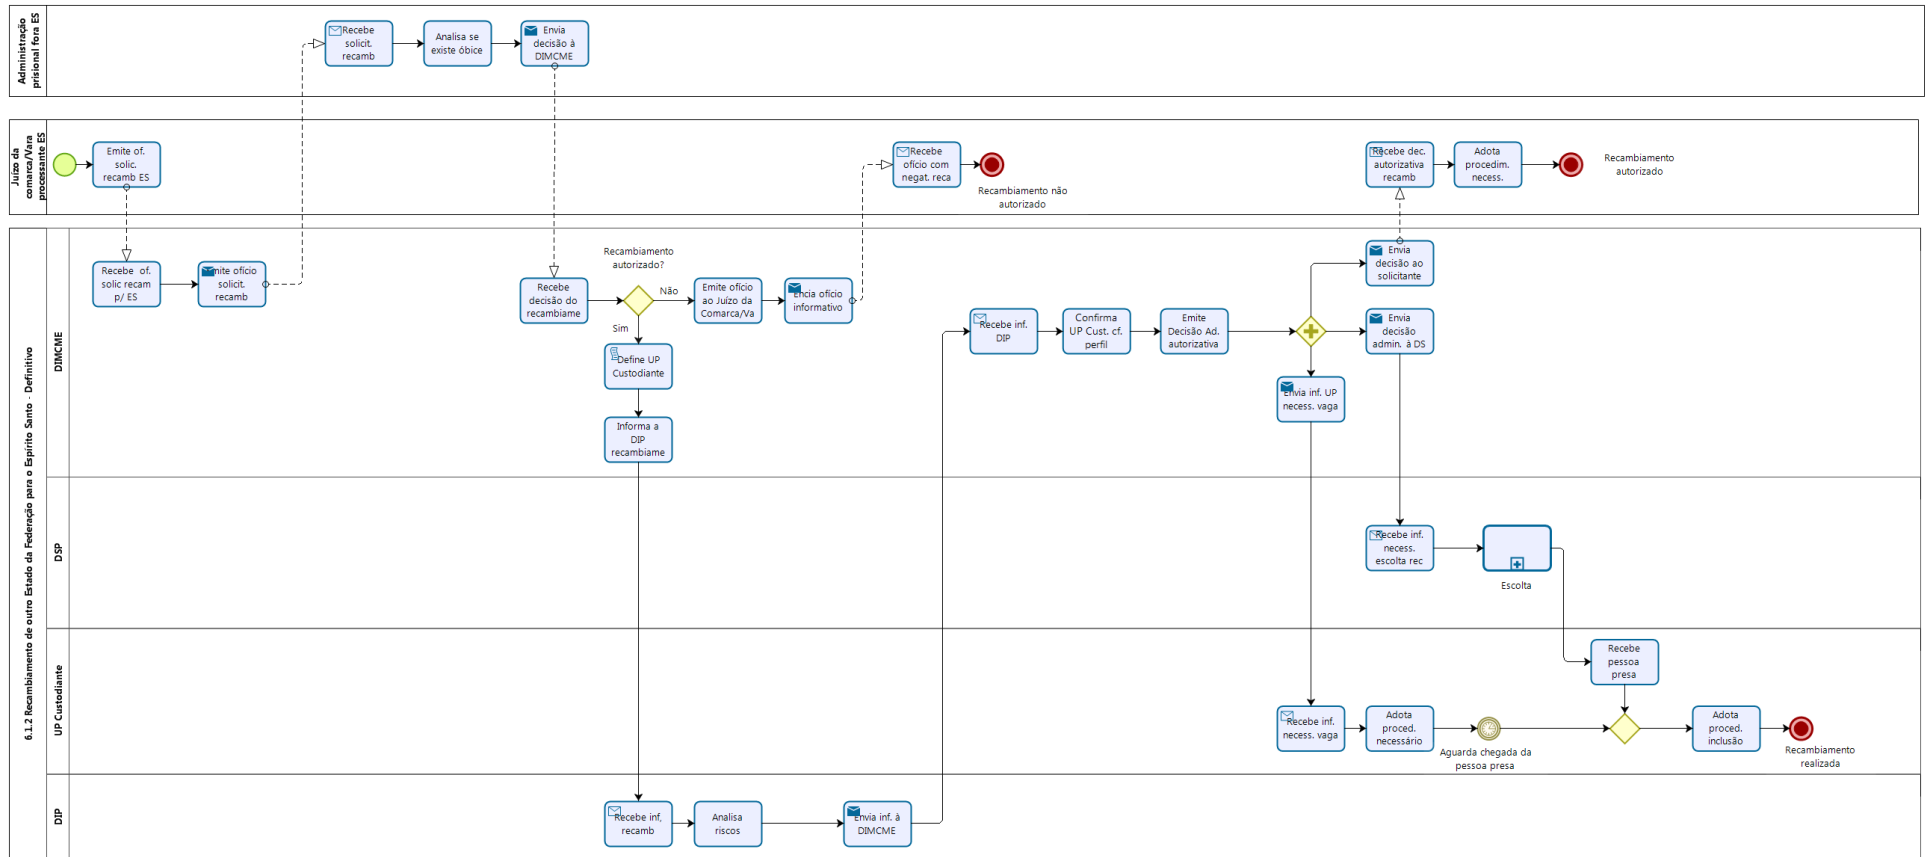 Administração
prisional fora ES
Recebe
solicit.
recamb
Analisa se
existe óbice
Envia
decisão à
DIMCME
Juízo da
comarca/Vara
processante ES
Emite of.
solic.
recamb ES
Recebe
ofício com
negat. reca
Recambiamento não
autorizado
Recebe dec.
autorizativa
recamb
Adota
procedim.
necess.
Recambiamento
autorizado
6.1.2 Recambiamento de outro Estado da Federação para o Espírito Santo - Definitivo
DIMCME
Recebe of.
solic recam
p/ ES
Emite ofício
solicit.
recamb
Recebe
decisão do
recambiame
Recambiamento
autorizado?
Não
Sim
Emite ofício
ao Juízo da
Comarca/Va
Encia ofício
informativo
Define UP
Custodiante
Informa a
DIP
recambiame
Recebe inf.
DIP
Confirma
UP Cust. cf.
perfil
Emite
Decisão Ad.
autorizativa
Envia
decisão ao
solicitante
Envia
decisão
admin. à DS
Envia inf. UP
necess. vaga
DSP
Recebe inf.
necess.
escolta rec
Escolta
UP Custodiante
Recebe
pessoa
presa
Recebe inf.
necess. vaga
Adota
proced.
necessário
Aguarda chegada da
pessoa presa
Adota
proced.
inclusão
Recambiamento
realizada
DIP
Recebe inf,
recamb
Analisa
riscos
Envia inf. à
DIMCME